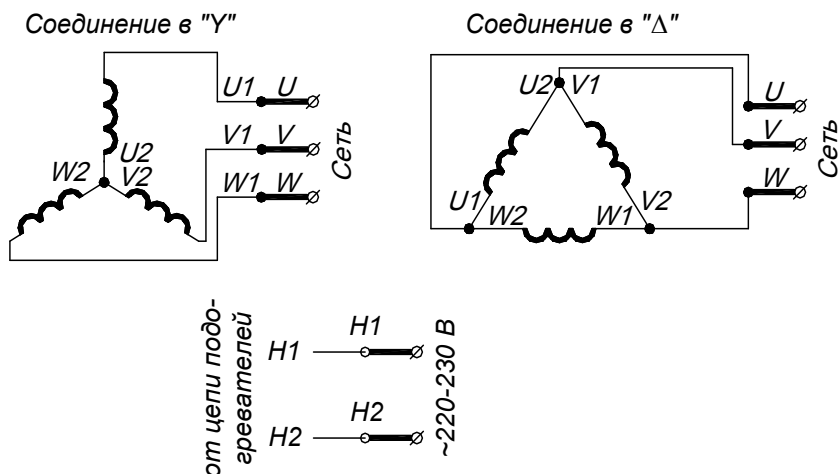 Соединение в "Y"
U1 U
V1 V
W1 W
Сеть
U2
W2 V2
Соединение в "Δ"
U2 V1
U
V
W
Сеть
U1
V2
W2 W1
от цепи подо-
гревателей
H1 H1
H2 H2
~220-230 В